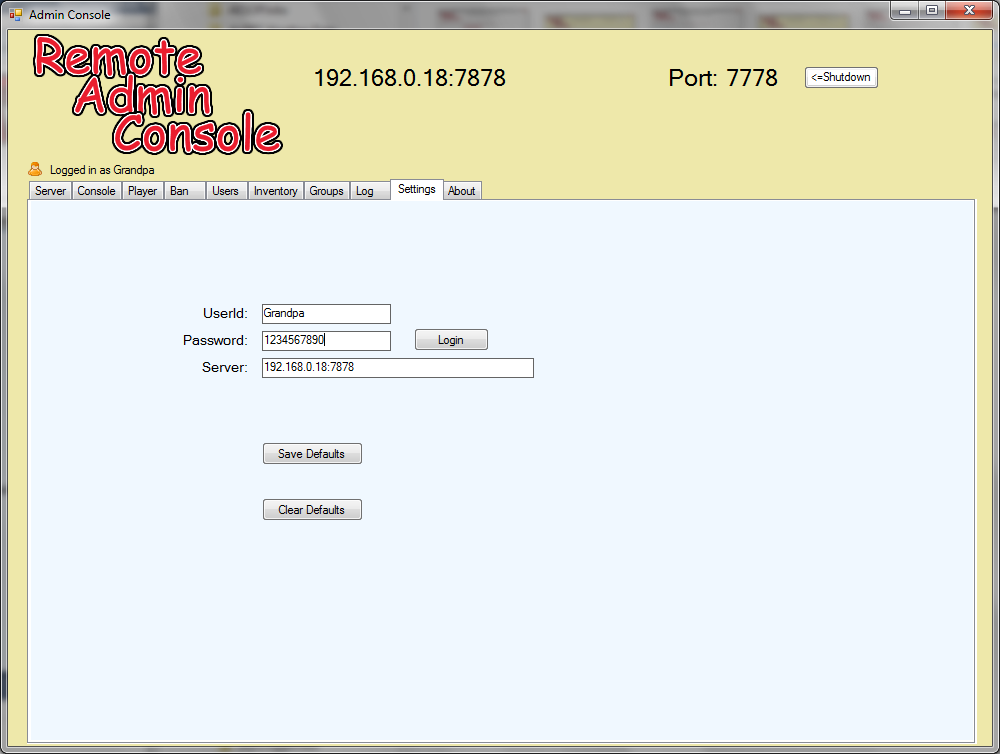 Admin Console
Remote
Admin
Console
192.168.0.18:7878
Port: 7778
<=Shutdown
Logged in as Grandpa
Server Console Player Ban Users Inventory Groups Log Settings About
UserId: Grandpa
Password: 1234567890 Login
Server: 192.168.0.18:7878
Save Defaults
Clear Defaults